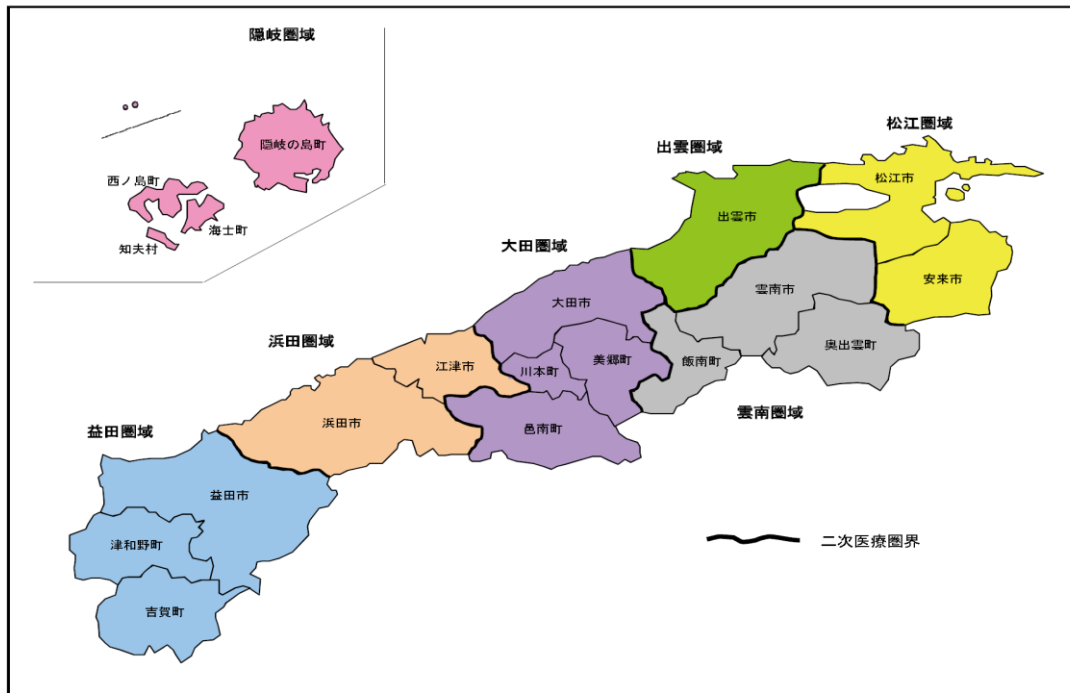 隠岐圏域
隠岐の島町
西ノ島町
海士町
知夫村
松江圏域
出雲圏域
松江市
出雲市
大田圏域
安来市
雲南市
大田市
奥出雲町
浜田圏域
美郷町
飯南町
江津市
川本町
雲南圏域
浜田市
邑南町
益田圏域
益田市
津和野町
二次医療圏界
吉賀町